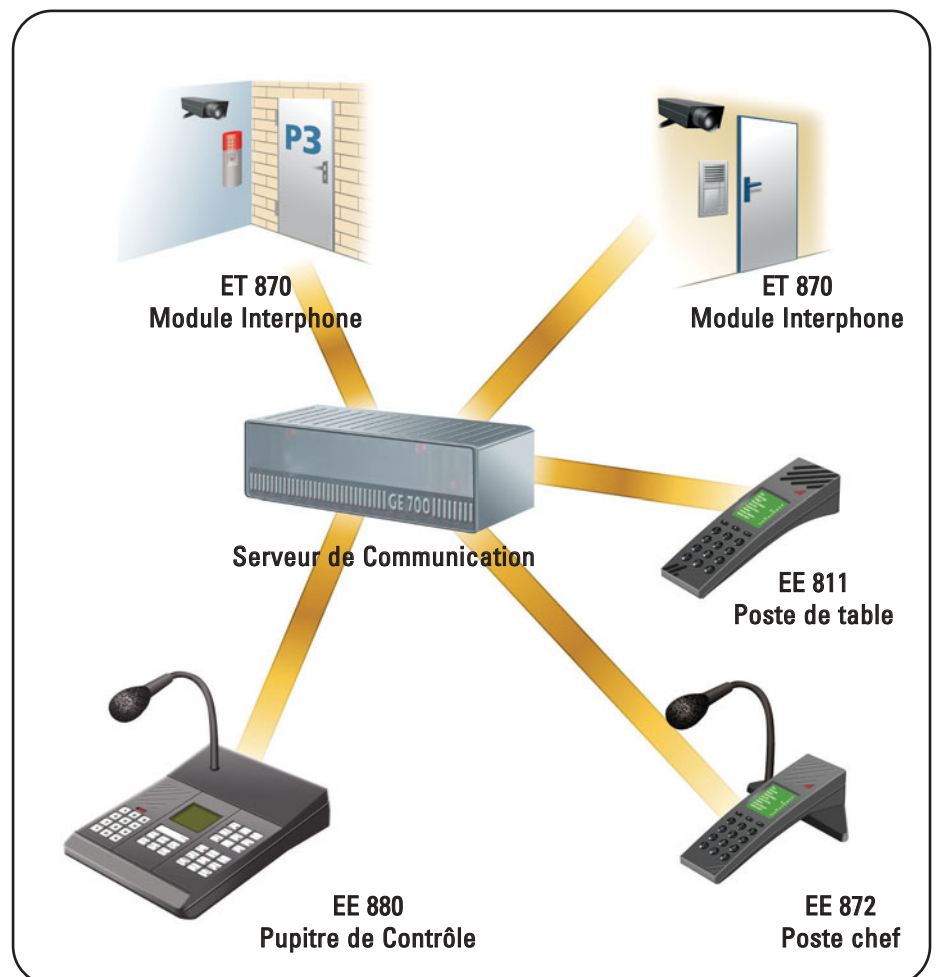 P3
ET 870
Module Interphone
ET 870
Module Interphone
GE 700
Serveur de Communication
EE 811
Poste de table
EE 880
Pupitre de Contrôle
EE 872
Poste chef